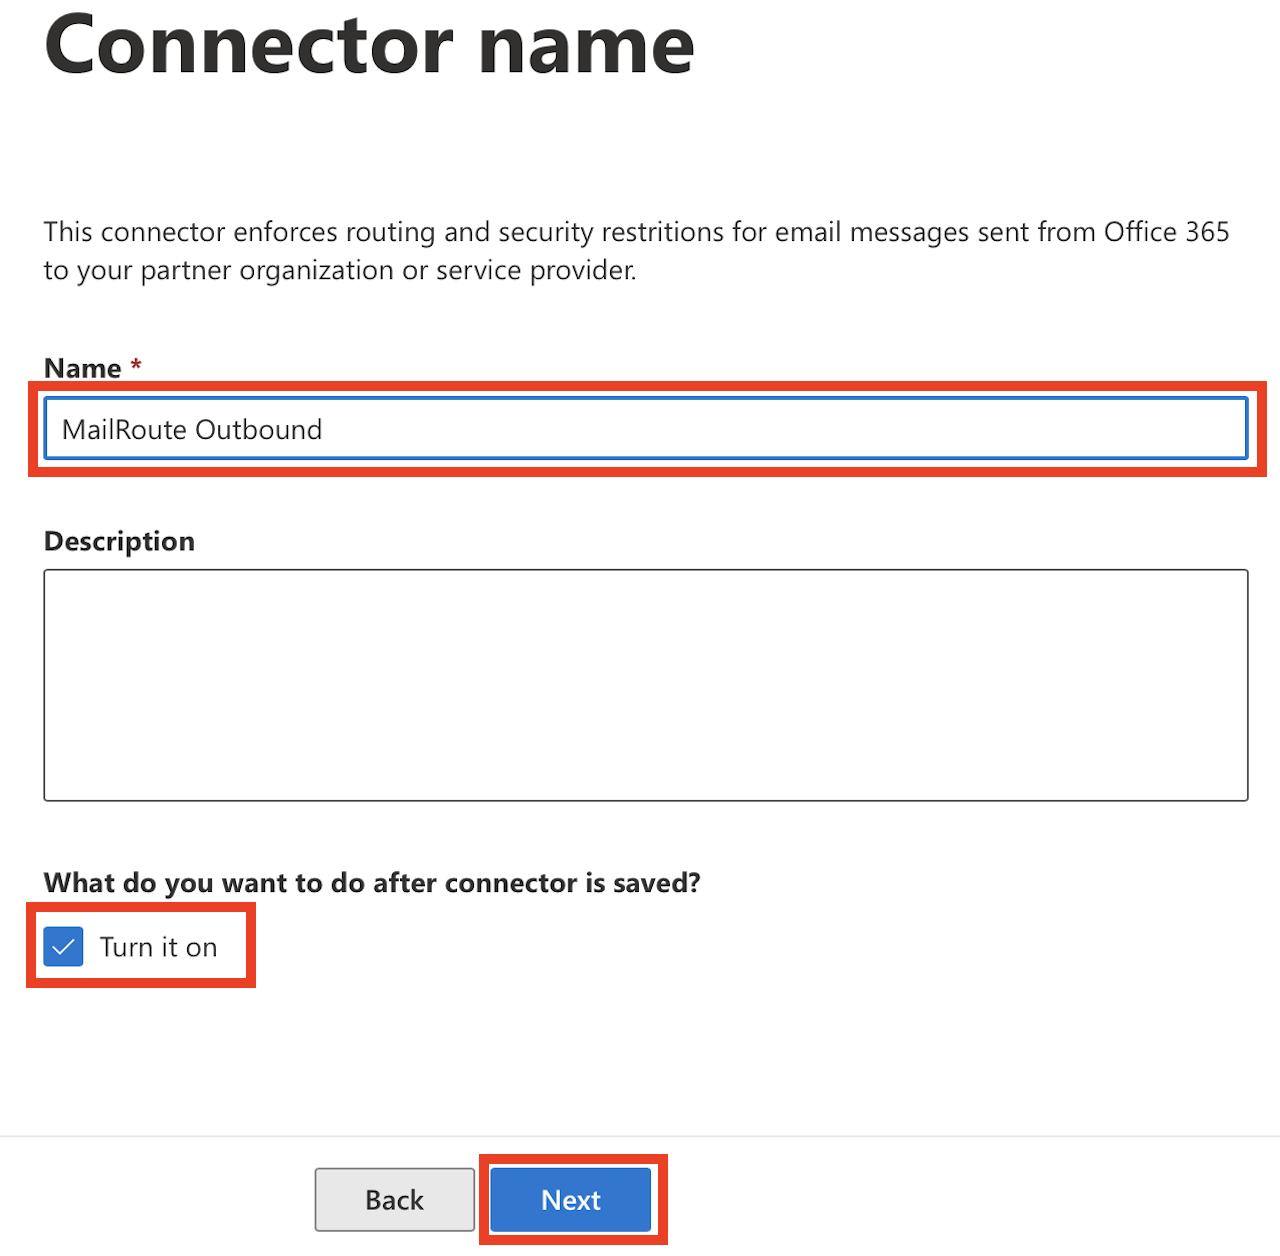 Connector name
This connector enforces routing and security restritions for email messages sent from Office 365
to your partner organization or service provider.
Name *
MailRoute Outbound
Description
What do you want to do after connector is saved?
Turn it on
Back
Next